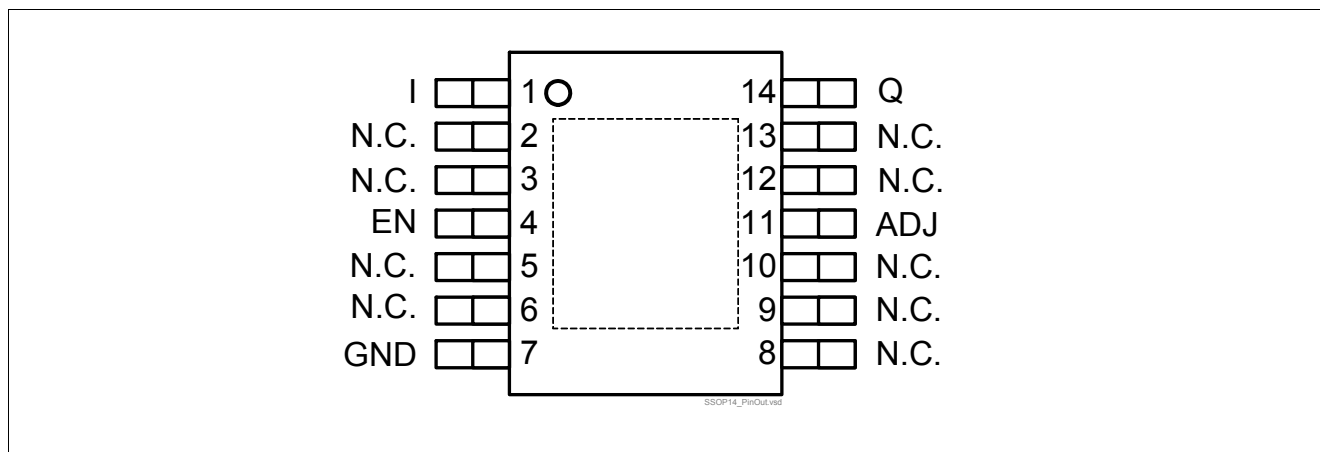 I 1 14 Q
N.C. 2 13 N.C.
N.C. 3 12 N.C.
EN 4 11 ADJ
N.C. 5 10 N.C.
N.C. 6 9 N.C.
GND 7 8 N.C.
SSOP14_PinOut.vsd